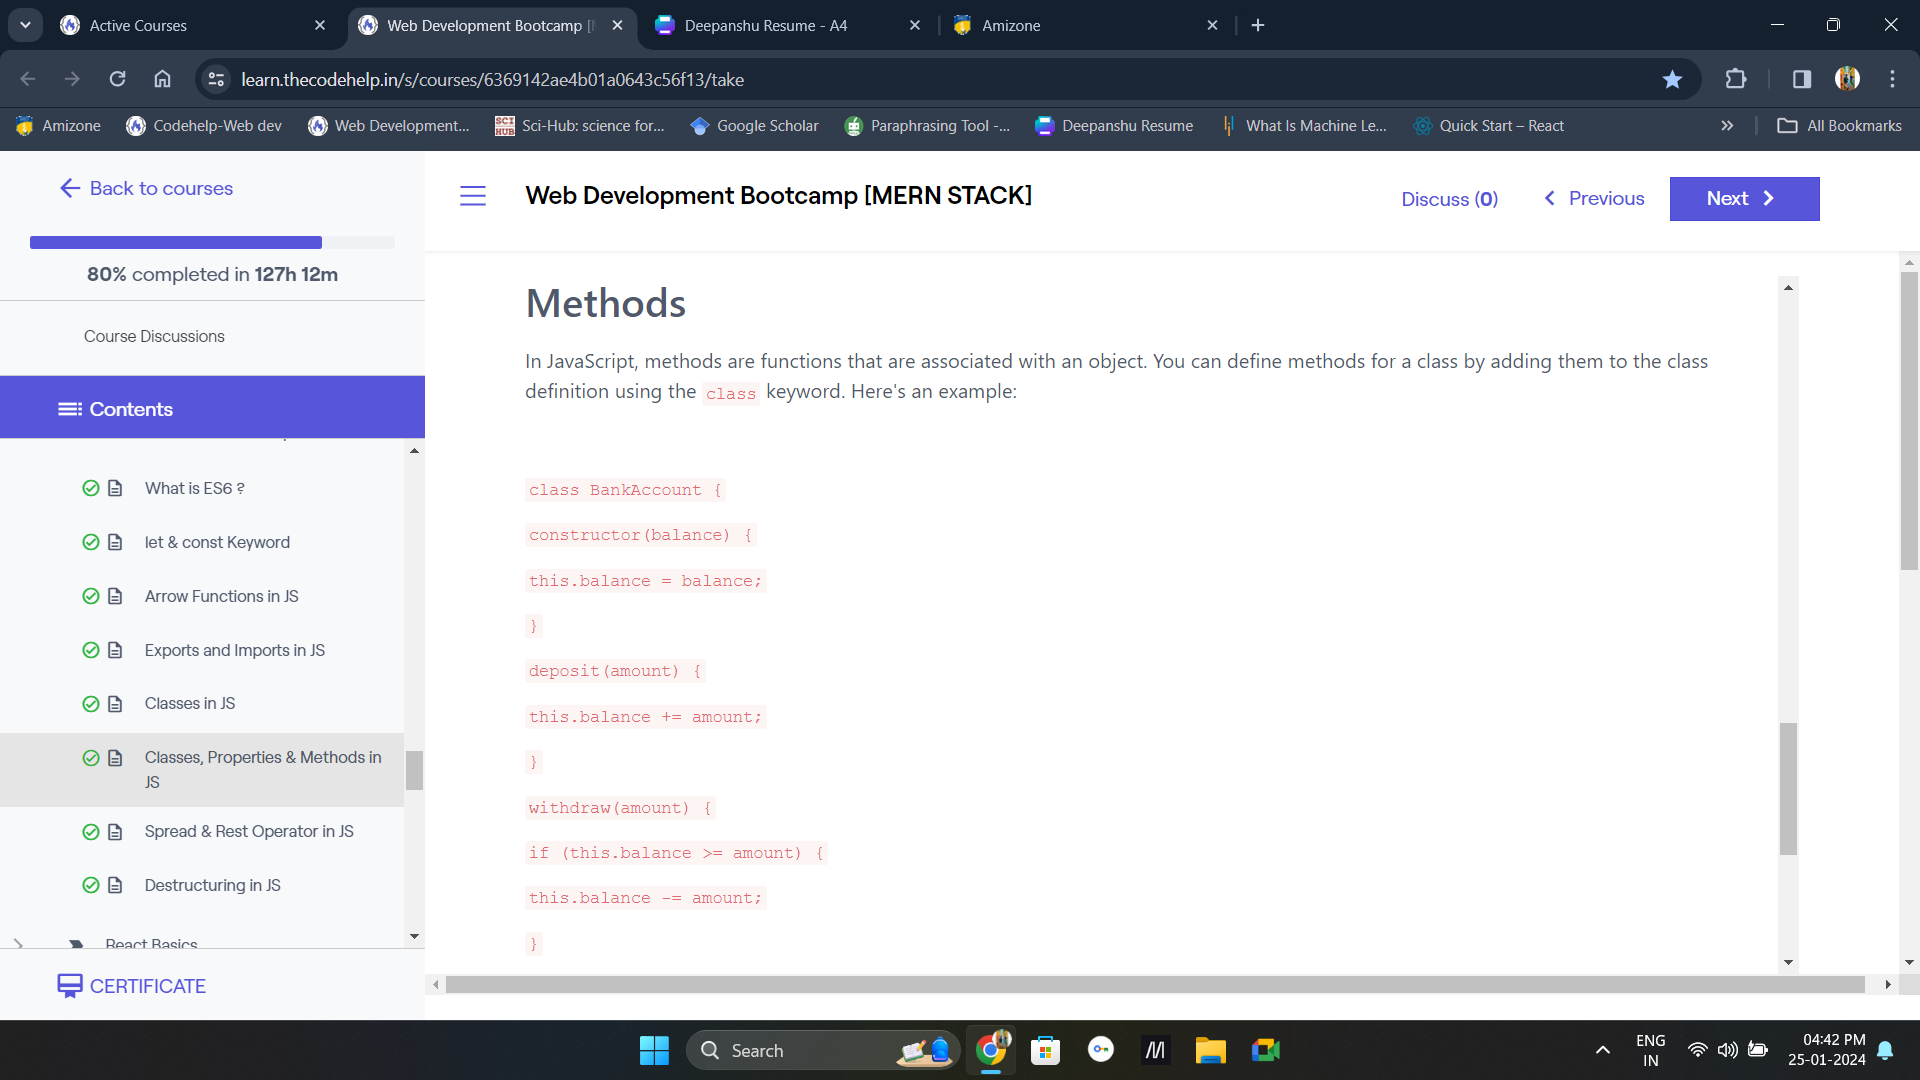 Active Courses
Web Development Bootcamp [
Deepanshu Resume - A4
Amizone
learn.thecodehelp.in/s/courses/6369142ae4b01a0643c56f13/take
Amizone
Codehelp-Web dev
Web Development...
SCI HUB
Sci-Hub: science for...
Google Scholar
Paraphrasing Tool -...
Deepanshu Resume
What Is Machine Le...
Quick Start – React
All Bookmarks
Back to courses
80% completed in 127h 12m
Course Discussions
Contents
What is ES6 ?
let & const Keyword
Arrow Functions in JS
Exports and Imports in JS
Classes in JS
Classes, Properties & Methods in
JS
Spread & Rest Operator in JS
Destructuring in JS
React Basics
CERTIFICATE
Web Development Bootcamp [MERN STACK]
Discuss (0)
Previous
Next
Methods
In JavaScript, methods are functions that are associated with an object. You can define methods for a class by adding them to the class
definition using the class keyword. Here's an example:
class BankAccount {
constructor(balance) {
this.balance = balance;
}
deposit(amount) {
this.balance += amount;
}
withdraw(amount) {
if (this.balance >= amount) {
this.balance -= amount;
}
Search
ENG
IN
04:42 PM
25-01-2024